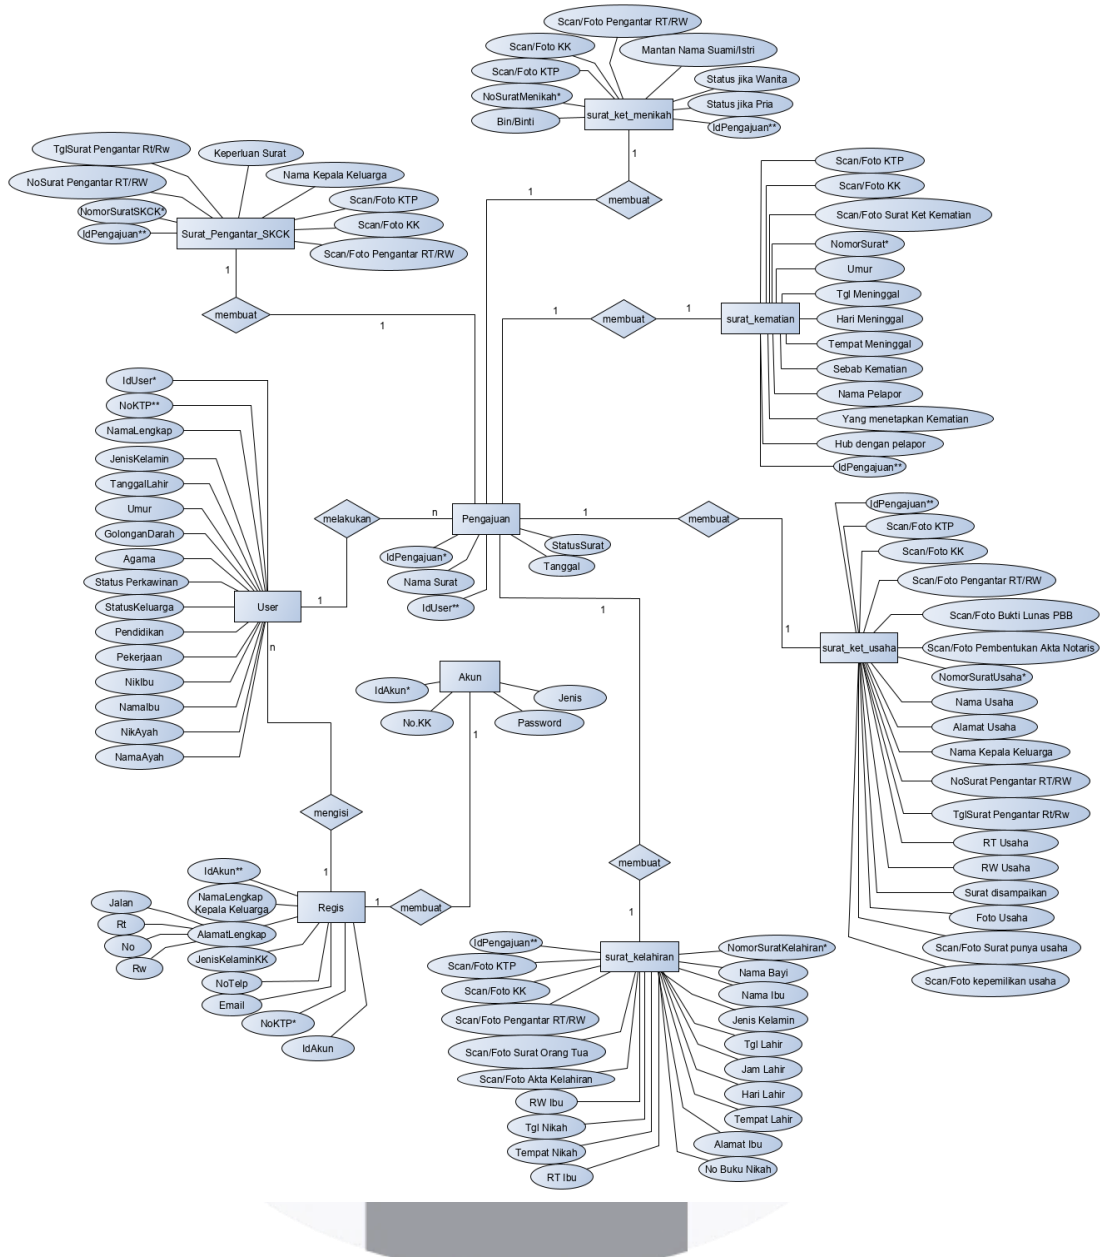 Scan/Foto Pengantar RT/RW
Scan/Foto KK
Mantan Nama Suami/Istri
Scan/Foto KTP
Status jika Wanita
NoSuratMenikah*
Status jika Pria
Bin/Binti
surat_ket_menikah
IdPengajuan**
1
membuat
1
TglSurat Pengantar Rt/Rw
Keperluan Surat
NoSurat Pengantar RT/RW
Nama Kepala Keluarga
NomorSuratSKCK*
Scan/Foto KTP
IdPengajuan**
Surat_Pengantar_SKCK
Scan/Foto KK
Scan/Foto Pengantar RT/RW
1
membuat
1
Scan/Foto KTP
Scan/Foto KK
Scan/Foto Surat Ket Kematian
NomorSurat*
Umur
Tgl Meninggal
Hari Meninggal
Tempat Meninggal
Sebab Kematian
Nama Pelapor
Yang menetapkan Kematian
Hub dengan pelapor
IdPengajuan**
surat_kematian
1
membuat
1
IdUser*
NoKTP**
NamaLengkap
JenisKelamin
TanggalLahir
Umur
GolonganDarah
Agama
Status Perkawinan
StatusKeluarga
Pendidikan
Pekerjaan
NikIbu
NamaIbu
NikAyah
NamaAyah
User
1
n
melakukan
n
Pengajuan
IdPengajuan*
Nama Surat
IdUser**
StatusSurat
Tanggal
1
membuat
1
1
IdPengajuan**
Scan/Foto KTP
Scan/Foto KK
Scan/Foto Pengantar RT/RW
Scan/Foto Bukti Lunas PBB
surat_ket_usaha
Scan/Foto Pembentukan Akta Notaris
NomorSuratUsaha*
Nama Usaha
Alamat Usaha
Nama Kepala Keluarga
NoSurat Pengantar RT/RW
TglSurat Pengantar Rt/Rw
RT Usaha
RW Usaha
Surat disampaikan
Foto Usaha
Scan/Foto Surat punya usaha
Scan/Foto kepemilikan usaha
Akun
IdAkun*
No.KK
Jenis
Password
1
mengisi
1
IdAkun**
NamaLengkap
Kepala Keluarga
Jalan
Rt
No
Rw
AlamatLengkap
JenisKelaminKK
NoTelp
Email
NoKTP*
IdAkun
Regis
1
membuat
membuat
1
IdPengajuan**
surat_kelahiran
NomorSuratKelahiran*
Scan/Foto KTP
Nama Bayi
Scan/Foto KK
Nama Ibu
Scan/Foto Pengantar RT/RW
Jenis Kelamin
Scan/Foto Surat Orang Tua
Tgl Lahir
Scan/Foto Akta Kelahiran
Jam Lahir
RW Ibu
Hari Lahir
Tgl Nikah
Tempat Lahir
Tempat Nikah
Alamat Ibu
RT Ibu
No Buku Nikah